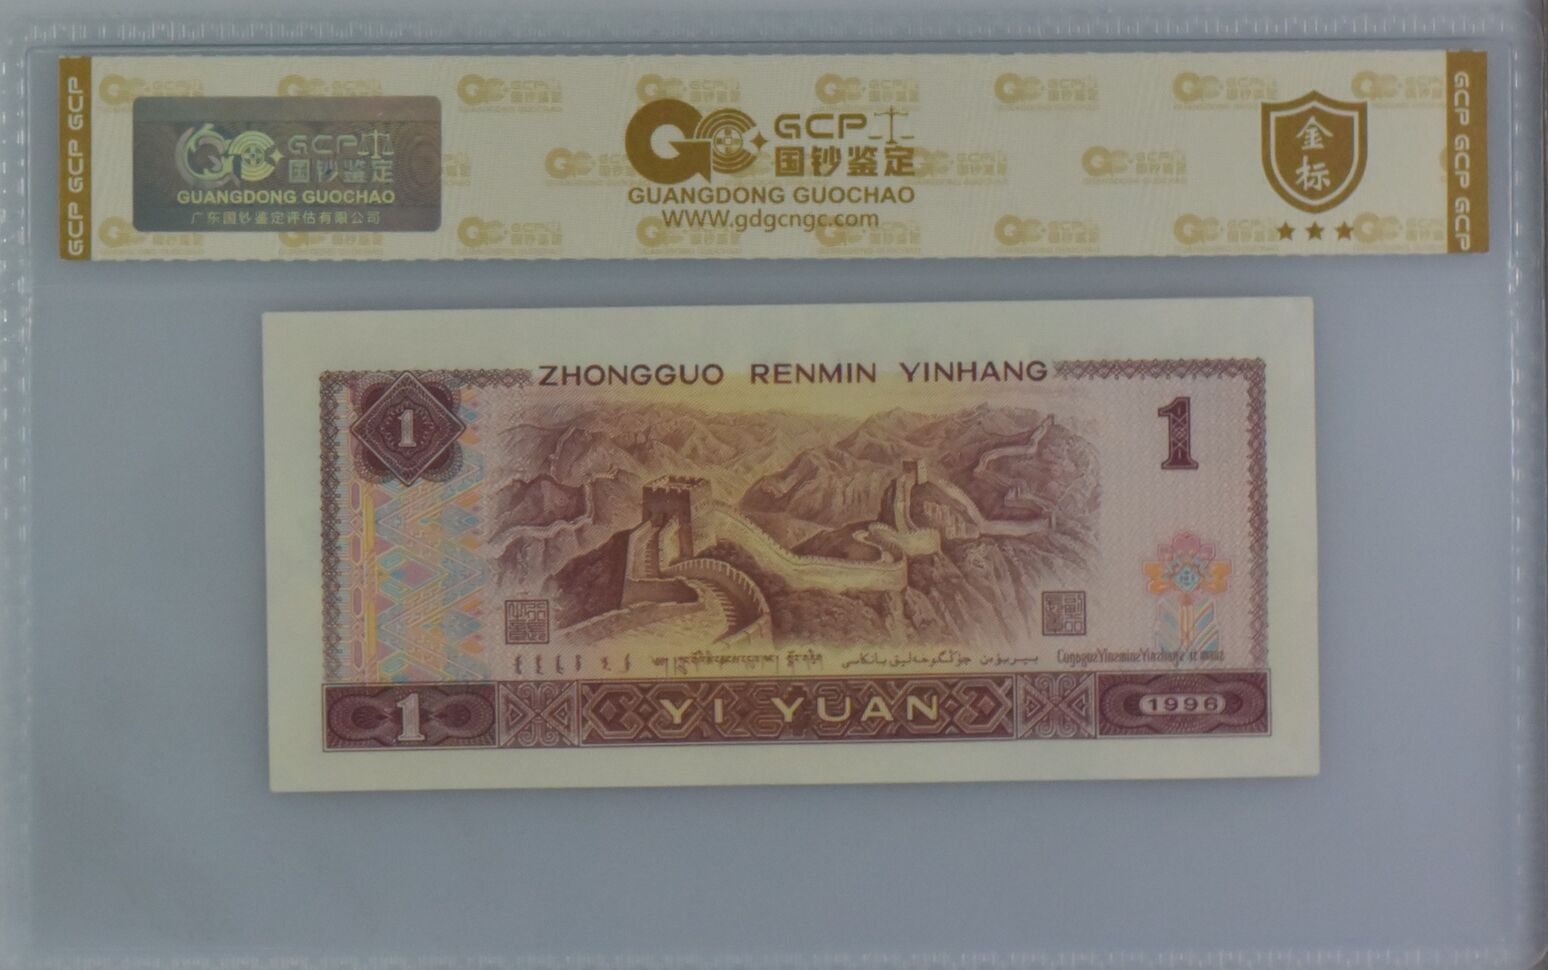 GCP GCP GCP
GCP
国钞鉴定
GUANGDONG GUOCHAO
广东国钞鉴定评估有限公司
GCP
国钞鉴定
GUANGDONG GUOCHAO
WWW.gdgcngc.com
金标
GCP GCP GCP
ZHONGGUO RENMIN YINHANG
1
1
1 YI YUAN 1996